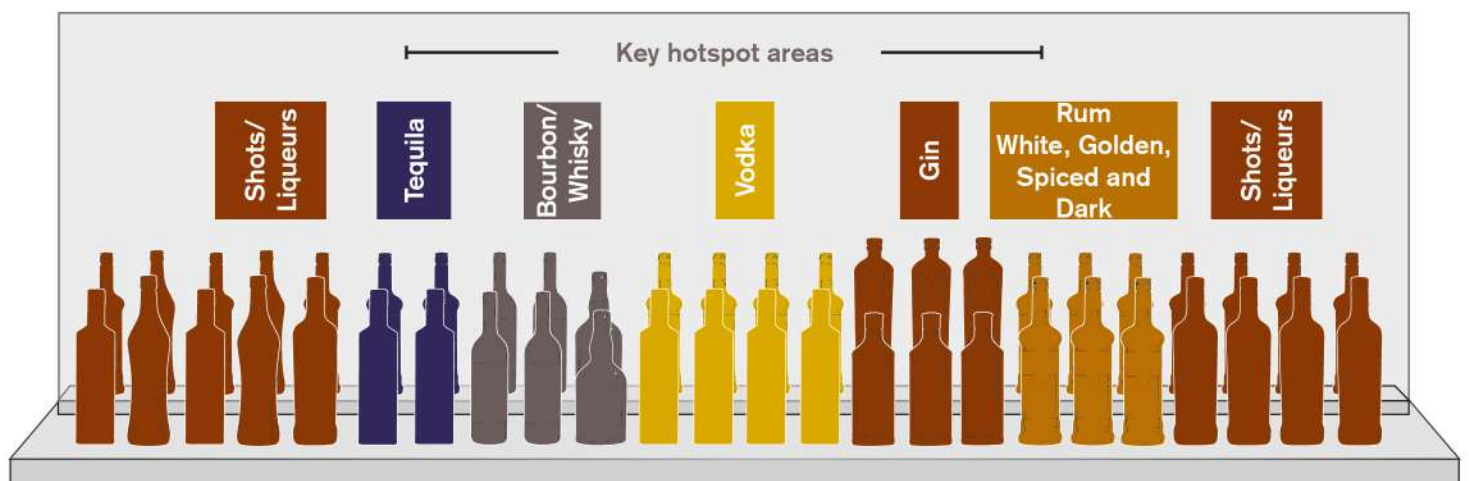 Key hotspot areas
Shots/
Liqueurs
Tequila
Bourbon/
Whisky
Vodka
Gin
Rum
White, Golden,
Spiced and
Dark
Shots/
Liqueurs